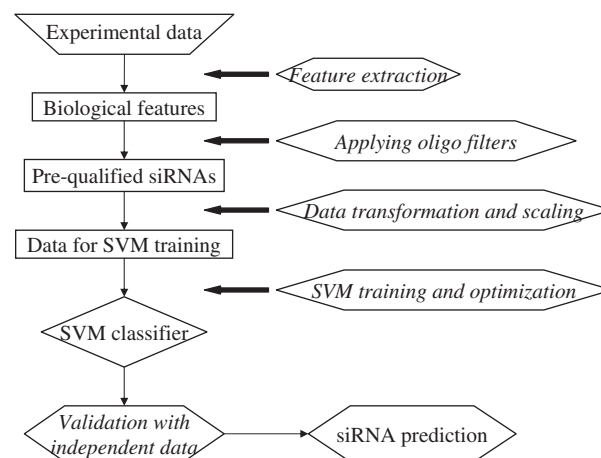 Experimental data
Feature extraction
Biological features
Applying oligo filters
Pre-qualified siRNAs
Data transformation and scaling
Data for SVM training
SVM training and optimization
SVM classifier
Validation with
independent data
siRNA prediction